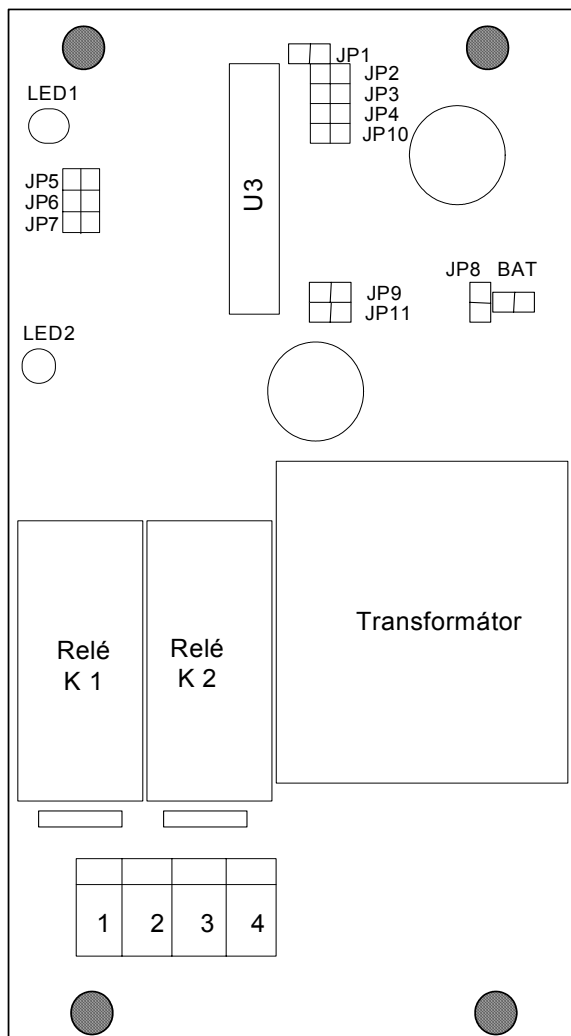 JP1
JP2
JP3
JP4
JP10
LED1
U3
JP5
JP6
JP7
JP8 BAT
JP9
JP11
LED2
Transformátor
Relé
K 1
Relé
K 2
1 2 3 4